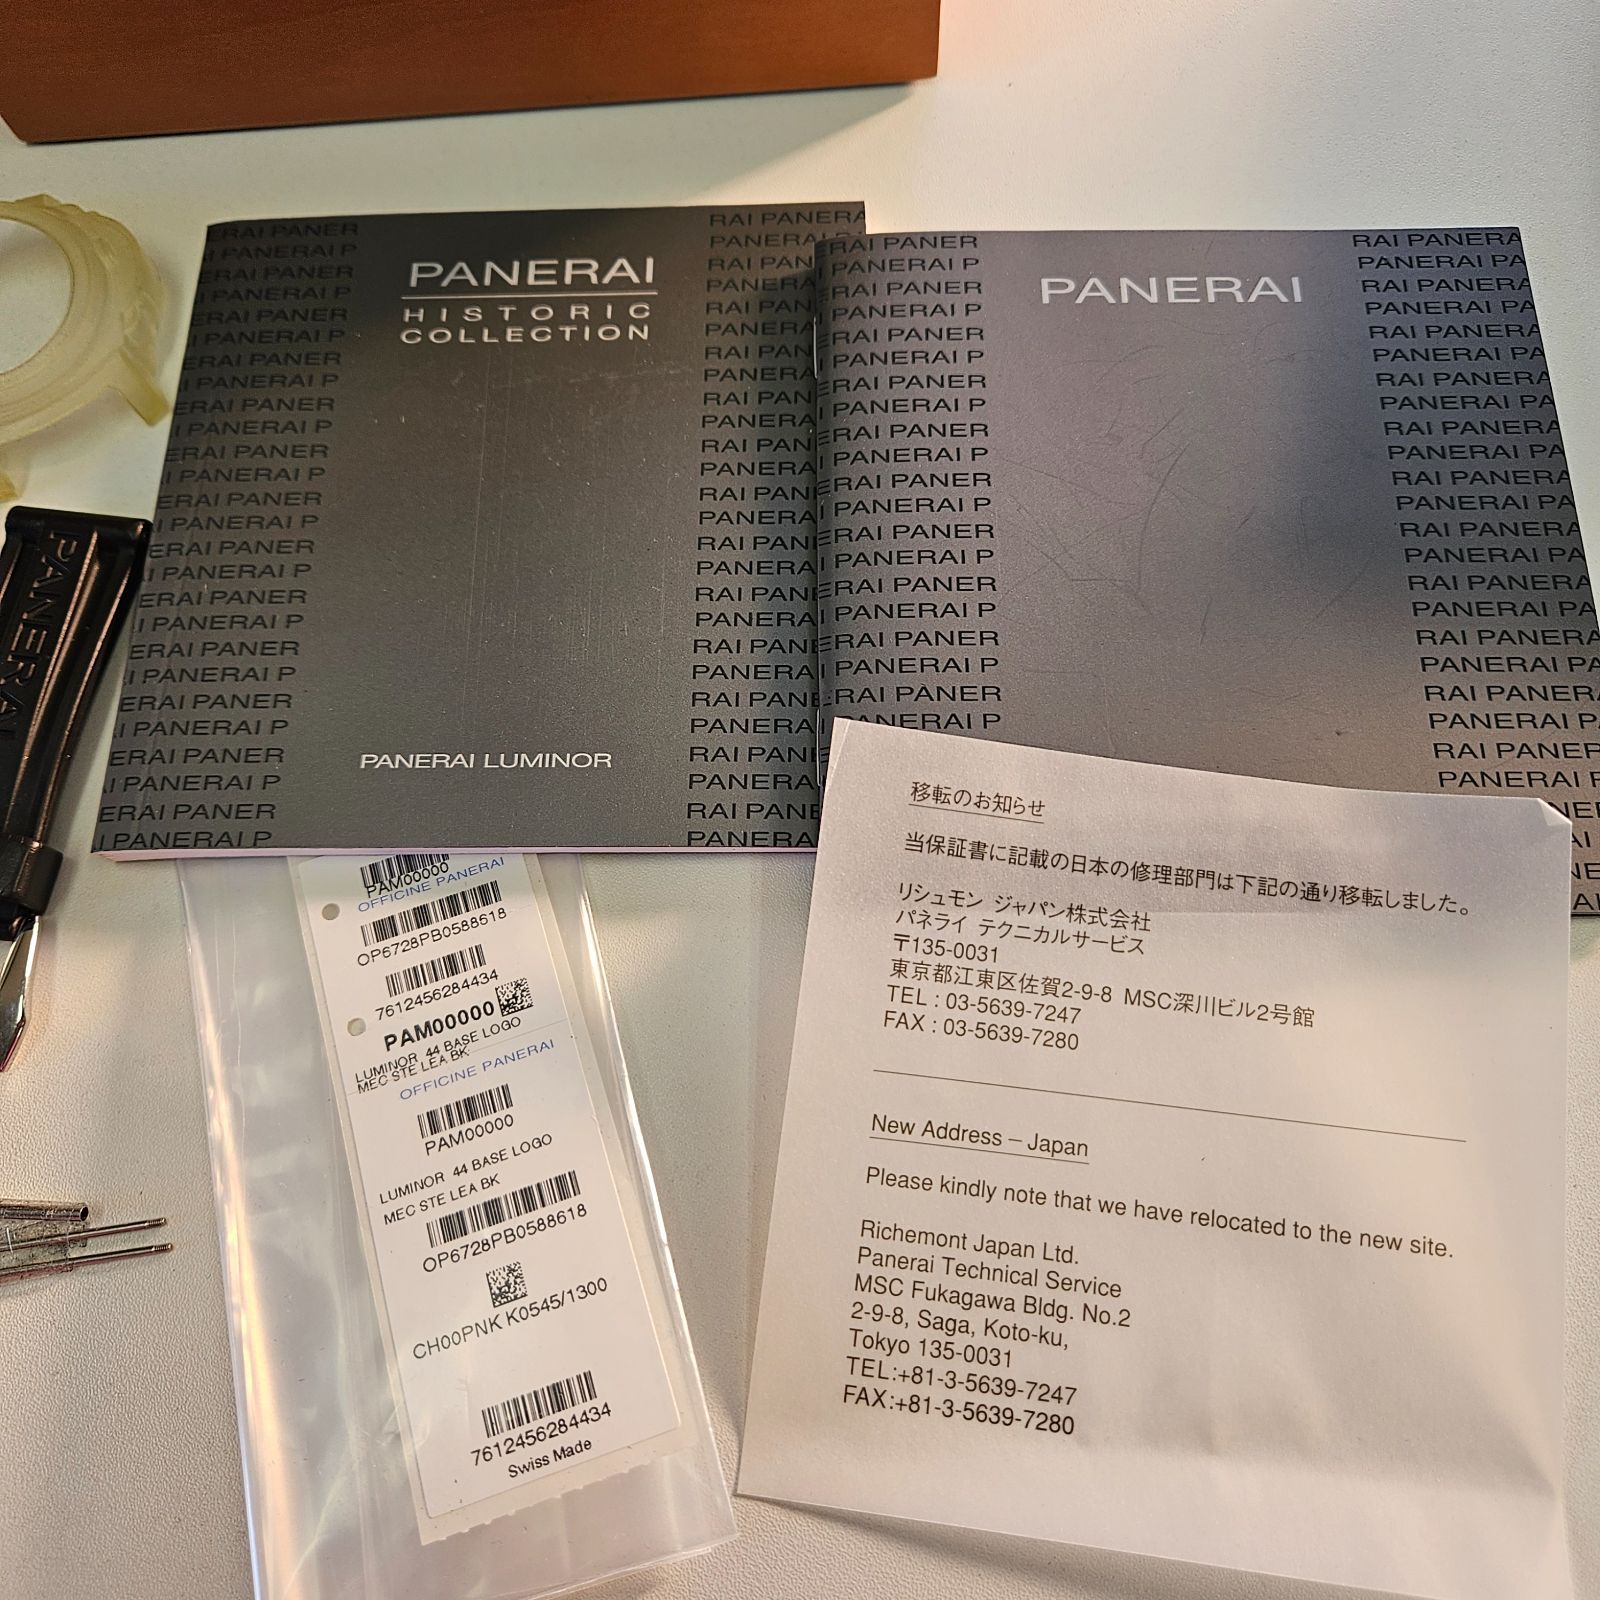 PANERAI
HISTORIC
COLLECTION
PANERAI LUMINOR
PANERAI
PANERAI
PAM00000
OFFICINE PANERAI
OP6728PB0588618
7612456284434
PAM00000
LUMINOR 44 BASE LOGO
MEC STE LEA BK
OFFICINE PANERAI
PAM00000
LUMINOR 44 BASE LOGO
MEC STE LEA BK
OP6728PB0588618
CH00PNK K0545/1300
7612456284434
Swiss Made
移転のお知らせ
当保証書に記載の日本の修理部門は下記の通り移転しました。
リシュモン ジャパン株式会社
パネライ テクニカルサービス
〒135-0031
東京都江東区佐賀2-9-8 MSC深川ビル2号館
TEL : 03-5639-7247
FAX : 03-5639-7280
New Address – Japan
Please kindly note that we have relocated to the new site.
Richemont Japan Ltd.
Panerai Technical Service
MSC Fukagawa Bldg. No.2
2-9-8, Saga, Koto-ku,
Tokyo 135-0031
TEL:+81-3-5639-7247
FAX:+81-3-5639-7280